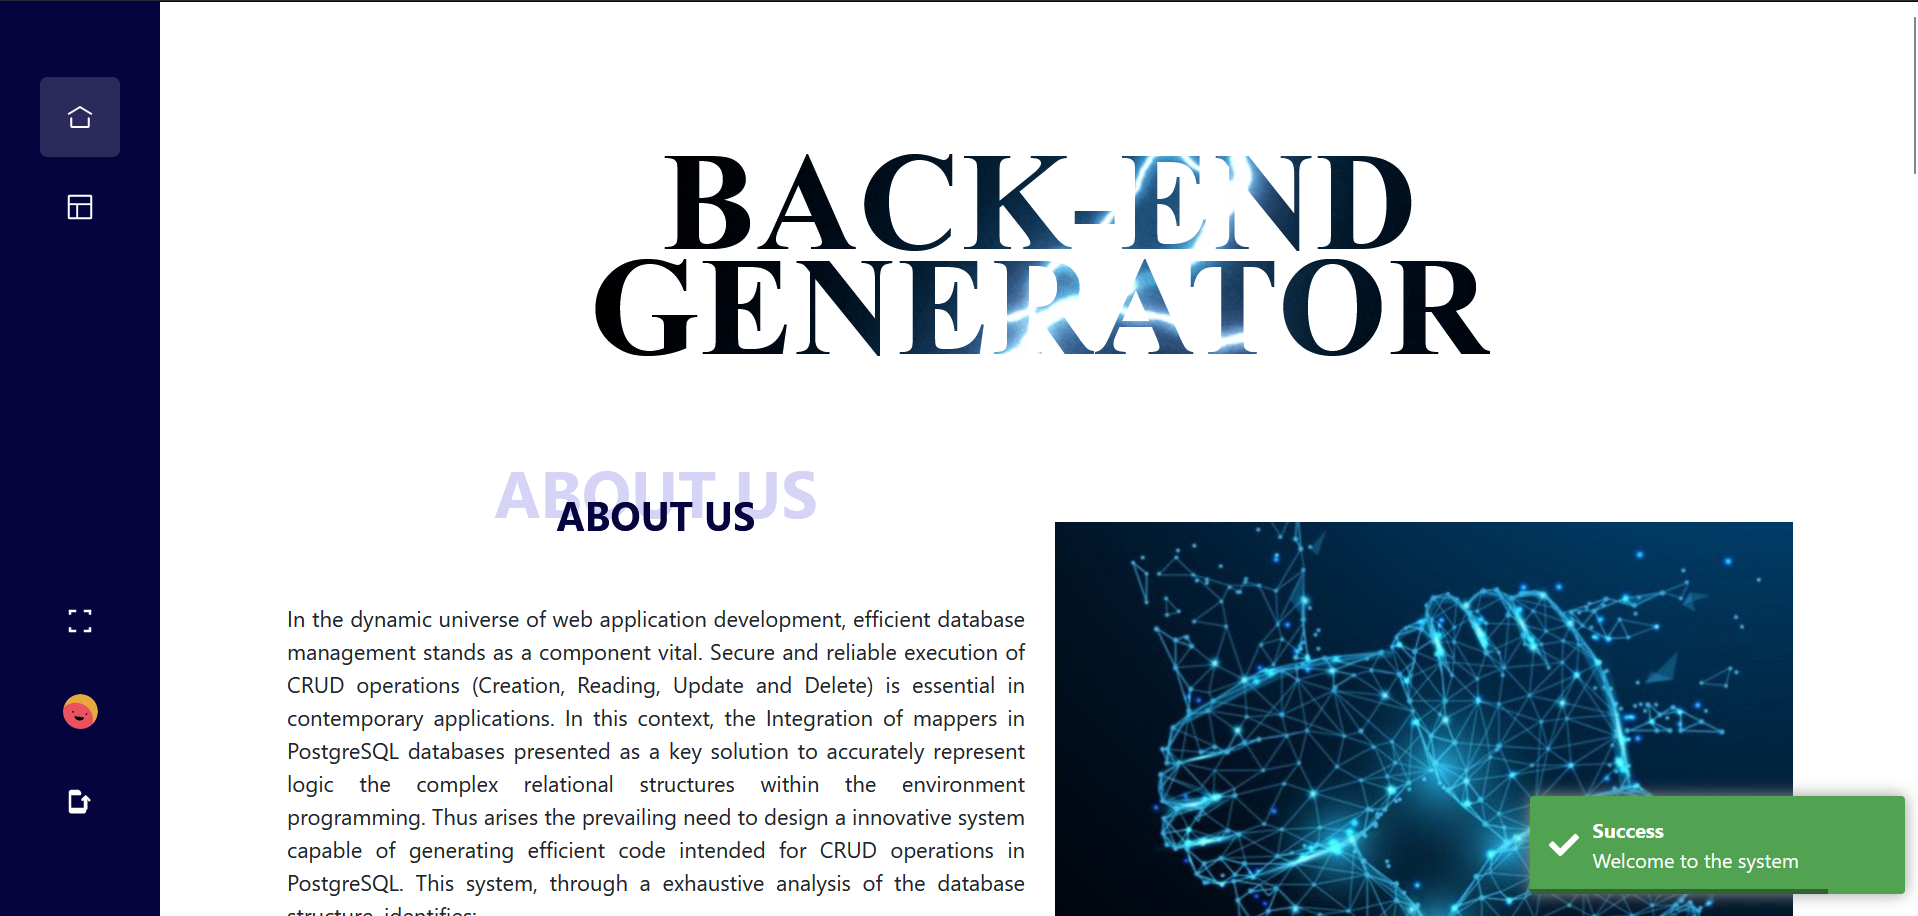 BACK-END
GENERATOR
ABOUT US
ABOUT US
In the dynamic universe of web application development, efficient database
management stands as a component vital. Secure and reliable execution of
CRUD operations (Creation, Reading, Update and Delete) is essential in
contemporary applications. In this context, the Integration of mappers in
PostgreSQL databases presented as a key solution to accurately represent
logic the complex relational structures within the environment
programming. Thus arises the prevailing need to design a innovative system
capable of generating efficient code intended for CRUD operations in
PostgreSQL. This system, through a exhaustive analysis of the database
structure, identifies:
Success
Welcome to the system